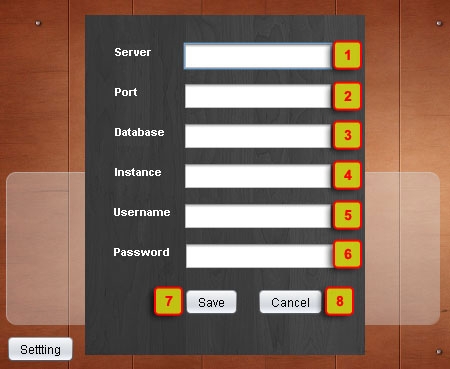 Server 1
Port 2
Database 3
Instance 4
Username 5
Password 6
7 Save Cancel 8
Settting